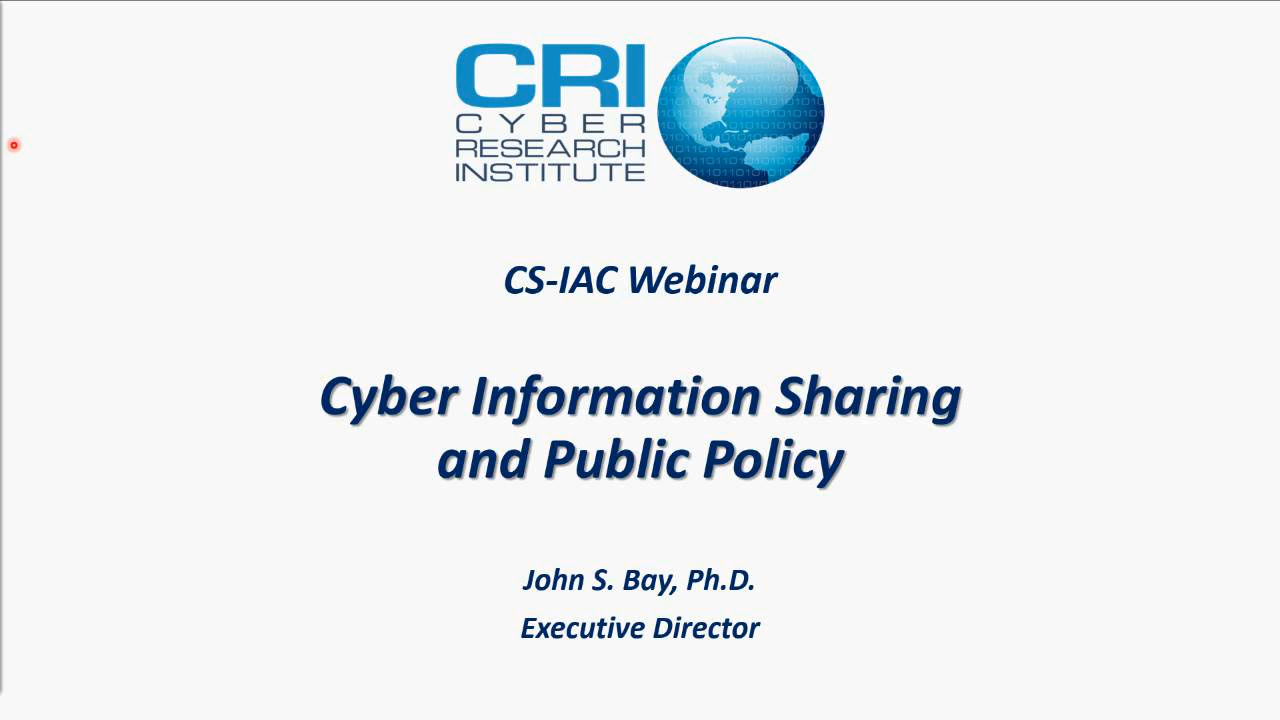 CRI
CYBER
RESEARCH
INSTITUTE
CS-IAC Webinar
Cyber Information Sharing
and Public Policy
John S. Bay, Ph.D.
Executive Director